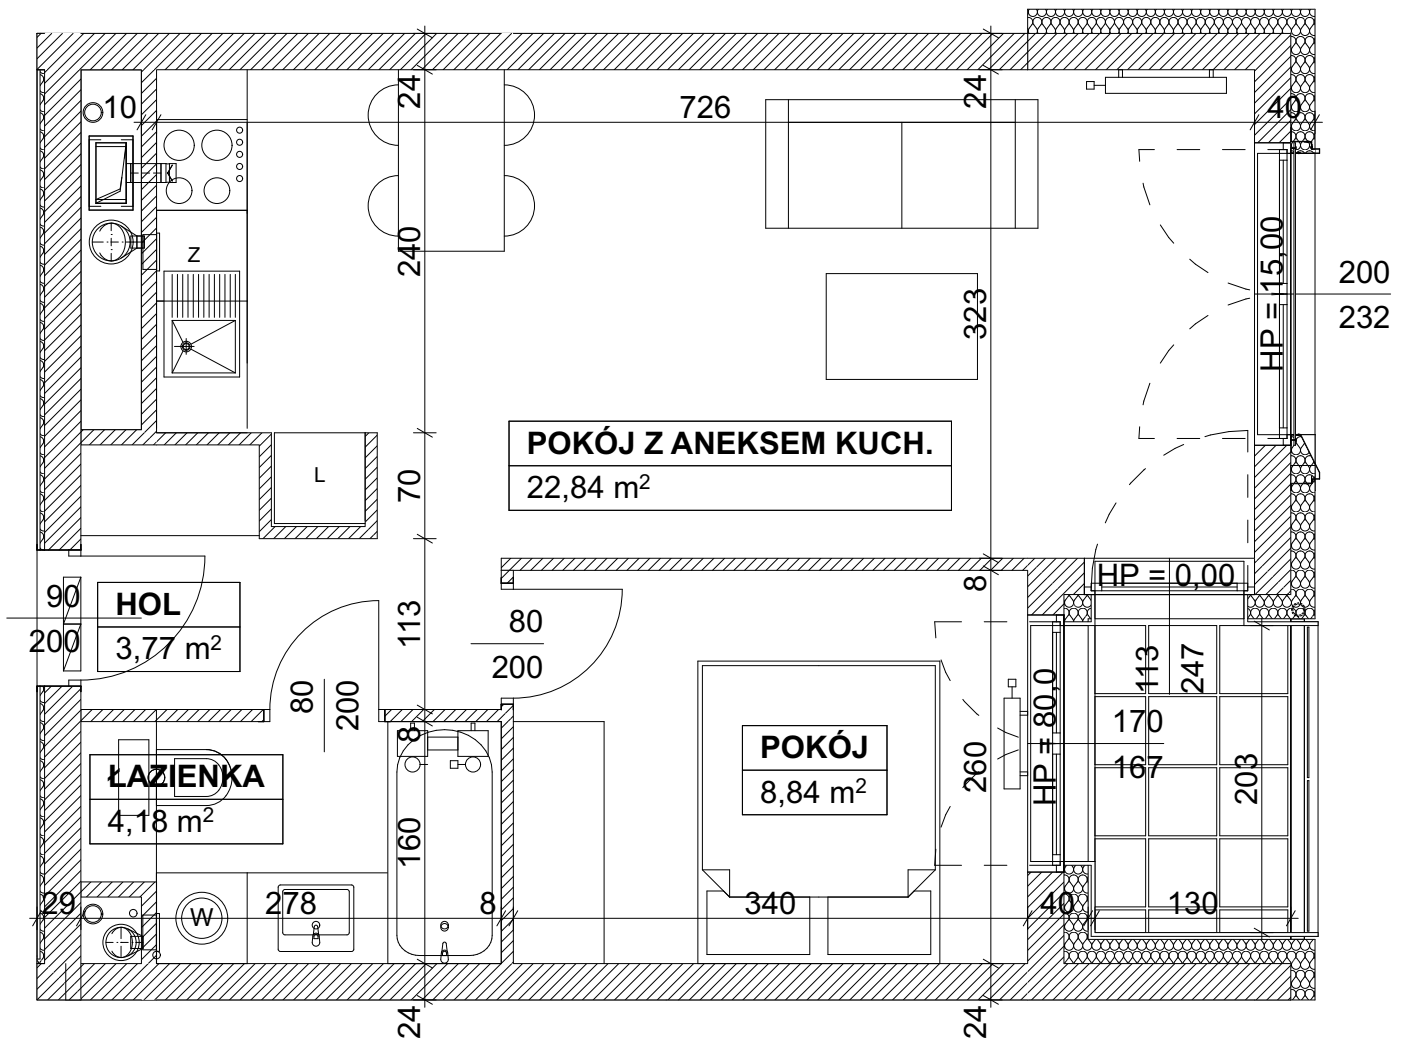 24
24
10
726
40
240
Z
323
HP = 15,00
200
232
POKÓJ Z ANEKSEM KUCH.
22,84 m²
L
70
HP = 0,00
8
90
200
HOL
3,77 m²
113
80
200
80
200
113
247
HP = 80,0
170
167
203
8
POKÓJ
8,84 m²
260
ŁAZIENKA
4,18 m²
160
29
W
278
8
340
40
130
24
24